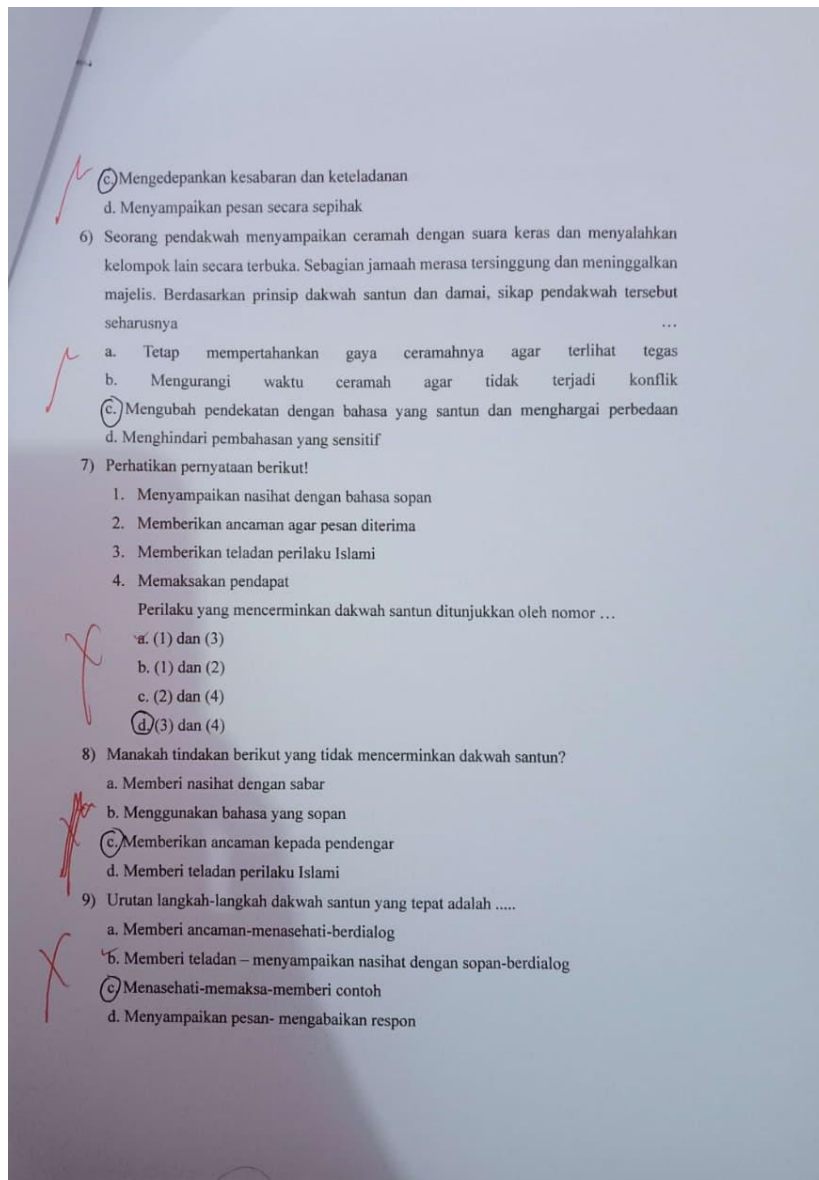 c. Mengedepankan kesabaran dan keteladanan
d. Menyampaikan pesan secara sepihak
6) Seorang pendakwah menyampaikan ceramah dengan suara keras dan menyalahkan
kelompok lain secara terbuka. Sebagian jamaah merasa tersinggung dan meninggalkan
majelis. Berdasarkan prinsip dakwah santun dan damai, sikap pendakwah tersebut
seharusnya ...
a. Tetap mempertahankan gaya ceramahnya agar terlihat tegas
b. Mengurangi waktu ceramah agar tidak terjadi konflik
c. Mengubah pendekatan dengan bahasa yang santun dan menghargai perbedaan
d. Menghindari pembahasan yang sensitif
7) Perhatikan pernyataan berikut!
1. Menyampaikan nasihat dengan bahasa sopan
2. Memberikan ancaman agar pesan diterima
3. Memberikan teladan perilaku Islami
4. Memaksakan pendapat
Perilaku yang mencerminkan dakwah santun ditunjukkan oleh nomor …
a. (1) dan (3)
b. (1) dan (2)
c. (2) dan (4)
d. (3) dan (4)
8) Manakah tindakan berikut yang tidak mencerminkan dakwah santun?
a. Memberi nasihat dengan sabar
b. Menggunakan bahasa yang sopan
c. Memberikan ancaman kepada pendengar
d. Memberi teladan perilaku Islami
9) Urutan langkah-langkah dakwah santun yang tepat adalah .....
a. Memberi ancaman-menasehati-berdialog
b. Memberi teladan – menyampaikan nasihat dengan sopan-berdialog
c. Menasehati-memaksa-memberi contoh
d. Menyampaikan pesan- mengabaikan respon